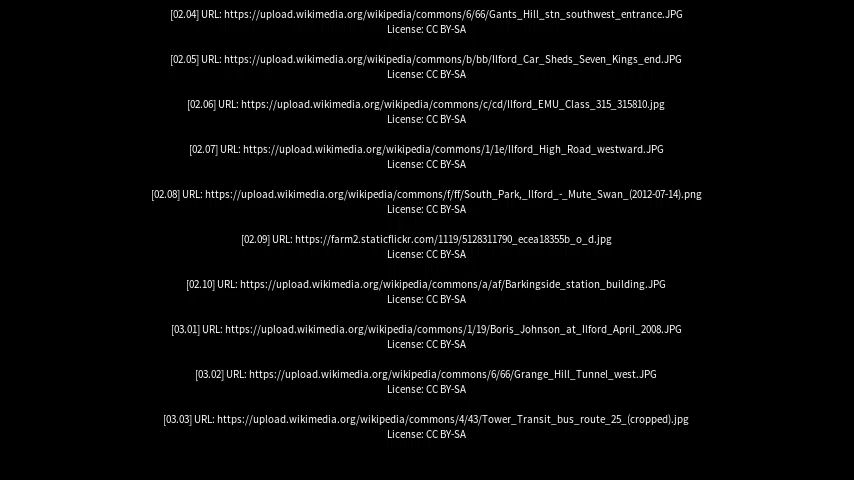 [02.04] URL: https://upload.wikimedia.org/wikipedia/commons/6/66/Gants_Hill_stn_southwest_entrance.JPG
License: CC BY-SA
[02.05] URL: https://upload.wikimedia.org/wikipedia/commons/b/bb/Ilford_Car_Sheds_Seven_Kings_end.JPG
License: CC BY-SA
[02.06] URL: https://upload.wikimedia.org/wikipedia/commons/c/cd/Ilford_EMU_Class_315_315810.jpg
License: CC BY-SA
[02.07] URL: https://upload.wikimedia.org/wikipedia/commons/1/1e/Ilford_High_Road_westward.JPG
License: CC BY-SA
[02.08] URL: https://upload.wikimedia.org/wikipedia/commons/f/ff/South_Park,_Ilford_-_Mute_Swan_(2012-07-14).png
License: CC BY-SA
[02.09] URL: https://farm2.staticflickr.com/1119/5128311790_ecea18355b_o_d.jpg
License: CC BY-SA
[02.10] URL: https://upload.wikimedia.org/wikipedia/commons/a/af/Barkingside_station_building.JPG
License: CC BY-SA
[03.01] URL: https://upload.wikimedia.org/wikipedia/commons/1/19/Boris_Johnson_at_Ilford_April_2008.JPG
License: CC BY-SA
[03.02] URL: https://upload.wikimedia.org/wikipedia/commons/6/66/Grange_Hill_Tunnel_west.JPG
License: CC BY-SA
[03.03] URL: https://upload.wikimedia.org/wikipedia/commons/4/43/Tower_Transit_bus_route_25_(cropped).jpg
License: CC BY-SA